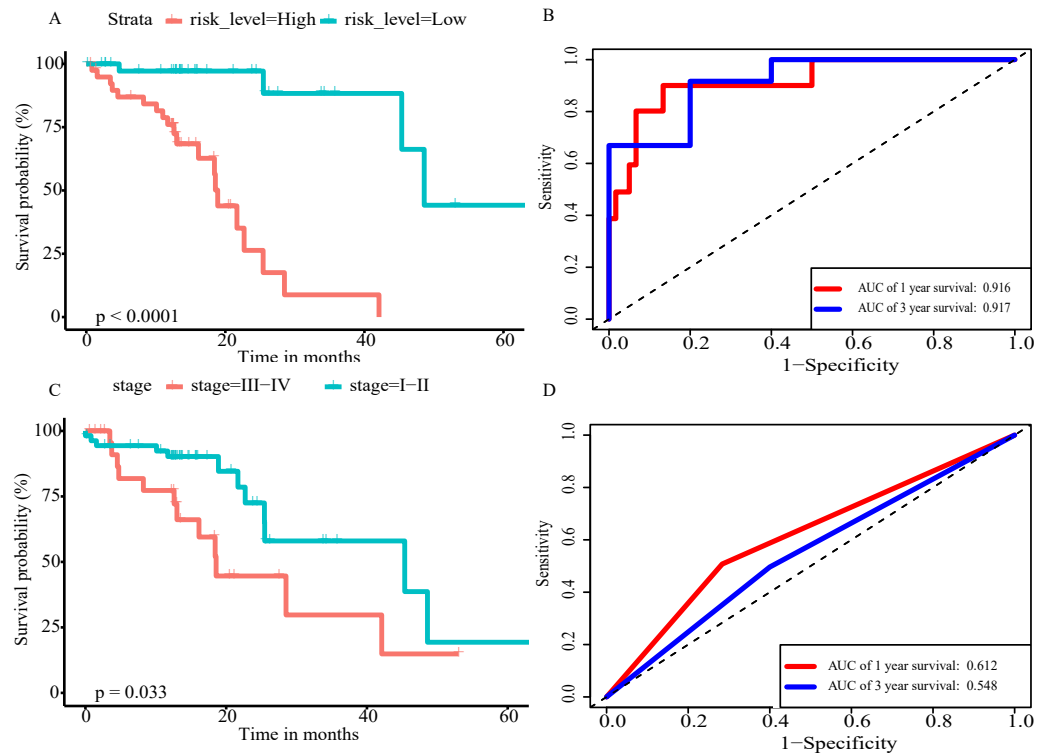 A
Strata risk_level=High risk_level=Low
Survival probability (%)
100
75
50
25
0
p < 0.0001
0 20 40 60
Time in months
B
Sensitivity
1.0
0.8
0.6
0.4
0.2
0.0
AUC of 1 year survival: 0.916
AUC of 3 year survival: 0.917
0.0 0.2 0.4 0.6 0.8 1.0
1−Specificity
C
stage stage=III−IV stage=I−II
Survival probability (%)
100
75
50
25
0
p = 0.033
0 20 40 60
Time in months
D
Sensitivity
1.0
0.8
0.6
0.4
0.2
0.0
AUC of 1 year survival: 0.612
AUC of 3 year survival: 0.548
0.0 0.2 0.4 0.6 0.8 1.0
1−Specificity